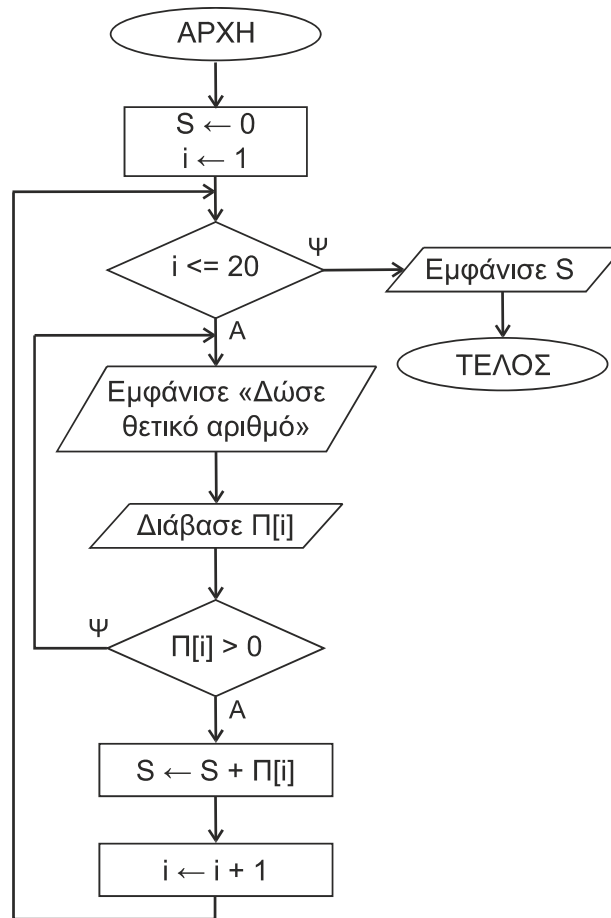 ΑΡΧΗ
S ← 0
i ← 1
i <= 20
Ψ
Εμφάνισε S
ΤΕΛΟΣ
Α
Εμφάνισε «Δώσε
θετικό αριθμό»
Διάβασε Π[i]
Ψ
Π[i] > 0
Α
S ← S + Π[i]
i ← i + 1